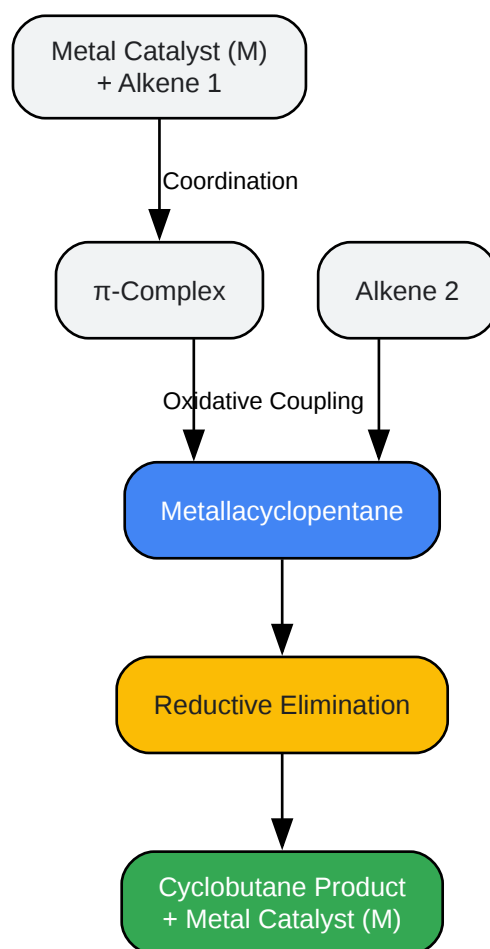 Metal Catalyst (M)
+ Alkene 1
Coordination
π-Complex
Alkene 2
Oxidative Coupling
Metallacyclopentane
Reductive Elimination
Cyclobutane Product
+ Metal Catalyst (M)